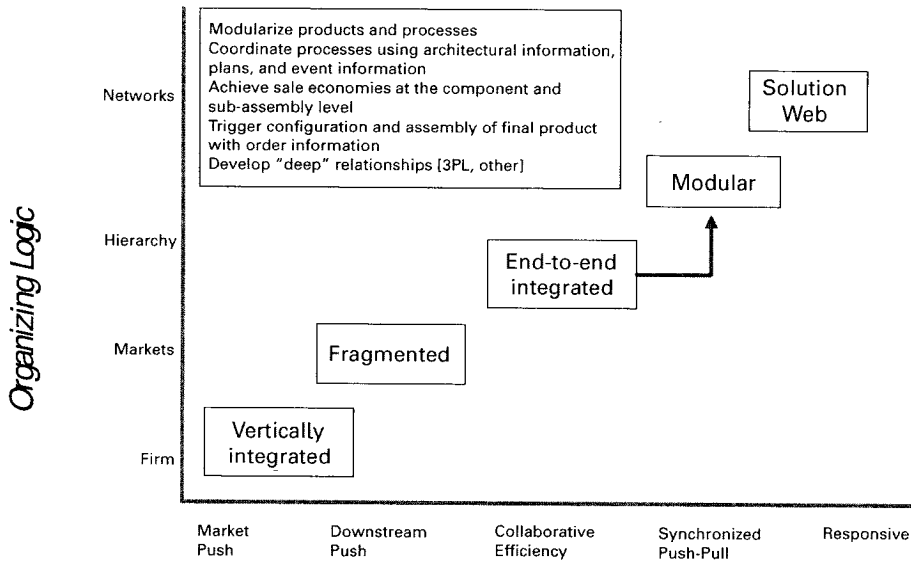 Modularize products and processes
Coordinate processes using architectural information,
plans, and event information
Achieve sale economies at the component and
sub-assembly level
Trigger configuration and assembly of final product
with order information
Develop "deep" relationships [3PL, other]
Networks
Solution
Web
Modular
Organizing Logic
Hierarchy
End-to-end
integrated
Markets
Fragmented
Vertically
integrated
Firm
Market
Push
Downstream
Push
Collaborative
Efficiency
Synchronized
Push-Pull
Responsive